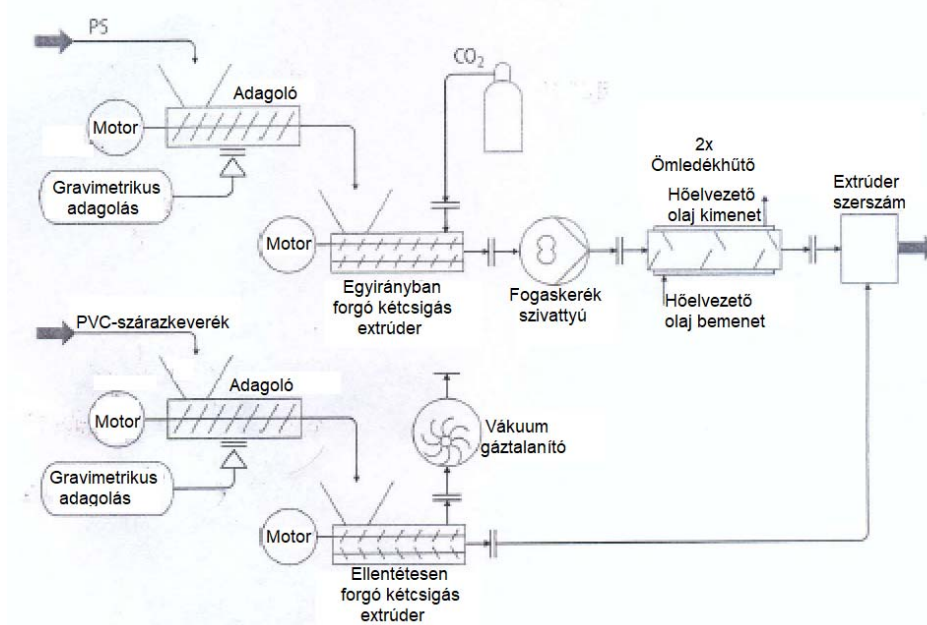 PS
Adagoló
Motor
Gravimetrikus
adagolás
CO2
Motor
Egyirányban
forgó kétcsigás
extrúder
Fogaskerék
szivattyú
2x
Ömledékhűtő
Hőelvezető
olaj kimenet
Hőelvezető
olaj bemenet
Extrúder
szerszám
PVC-szárazkeverék
Adagoló
Motor
Gravimetrikus
adagolás
Vákuum
gáztalanító
Motor
Ellentétesen
forgó kétcsigás
extrúder